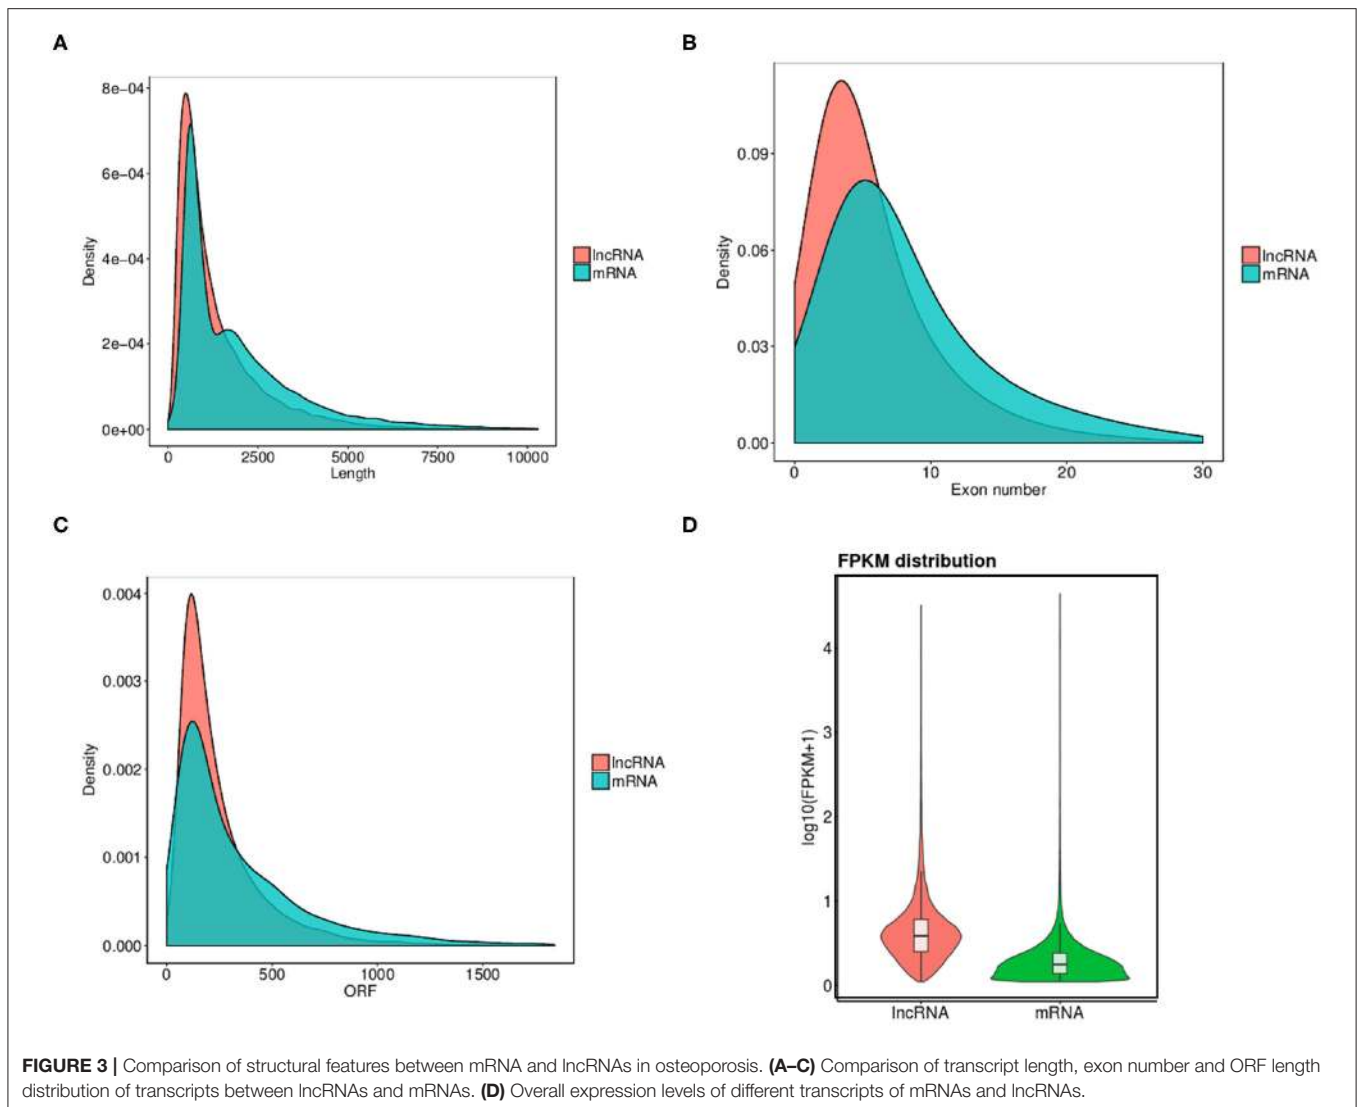 A
8e−04
6e−04
4e−04
2e−04
0e+00
Density
0
2500
5000
7500
10000
Length
lncRNA
mRNA
B
0.09
0.06
0.03
0.00
Density
0
10
20
30
Exon number
lncRNA
mRNA
C
0.004
0.003
0.002
0.001
0.000
Density
0
500
1000
1500
ORF
lncRNA
mRNA
D
FPKM distribution
4
3
2
1
0
log10(FPKM+1)
lncRNA
mRNA
FIGURE 3 | Comparison of structural features between mRNA and lncRNAs in osteoporosis. (A–C) Comparison of transcript length, exon number and ORF length
distribution of transcripts between lncRNAs and mRNAs. (D) Overall expression levels of different transcripts of mRNAs and lncRNAs.